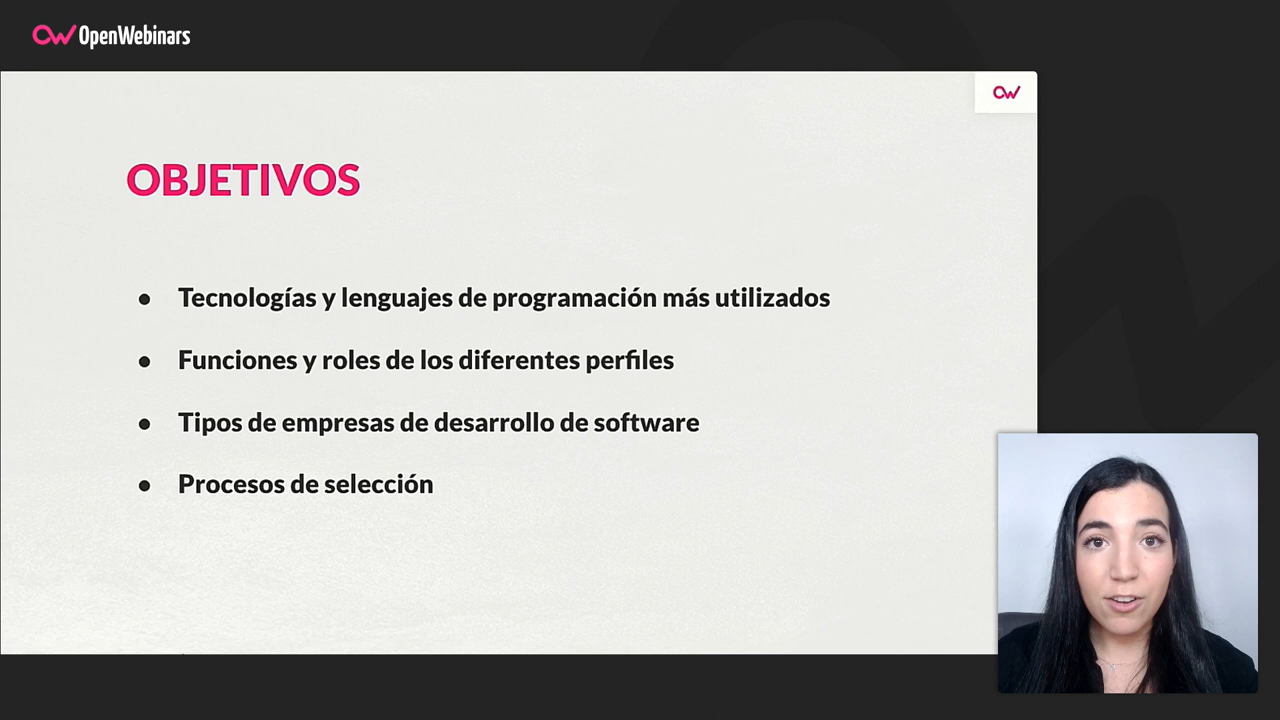 OpenWebinars
OBJETIVOS
● Tecnologías y lenguajes de programación más utilizados
● Funciones y roles de los diferentes perfiles
● Tipos de empresas de desarrollo de software
● Procesos de selección